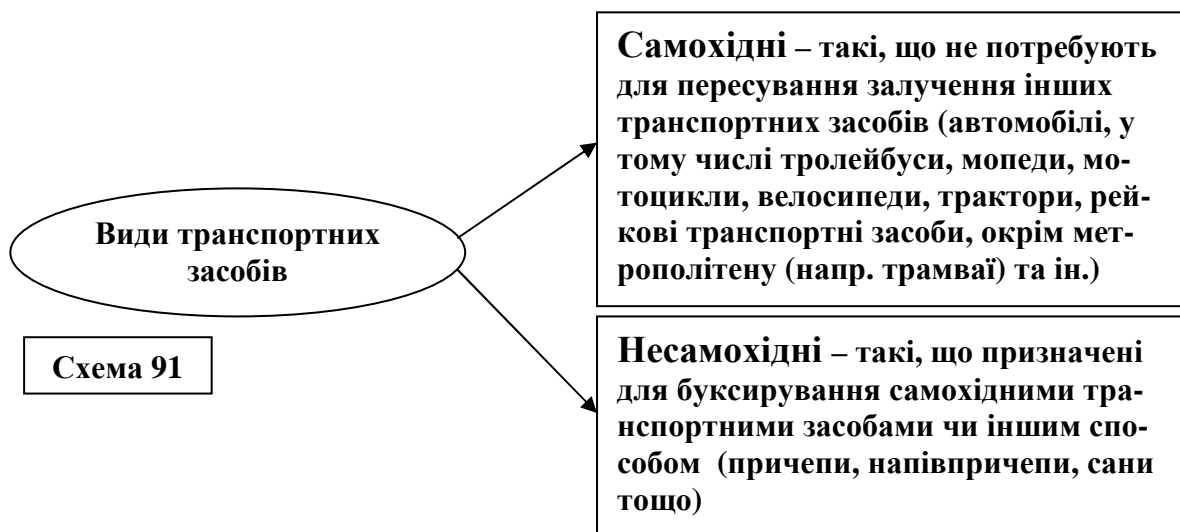 Самохідні – такі, що не потребують
для пересування залучення інших
транспортних засобів (автомобілі, у
тому числі тролейбуси, мопеди, мо-
тоцикли, велосипеди, трактори, рей-
кові транспортні засоби, окрім мет-
рополітену (напр. трамваї) та ін.)
Види транспортних
засобів
Схема 91
Несамохідні – такі, що призначені
для буксирування самохідними тра-
нспортними засобами чи іншим спо-
собом (причепи, напівпричепи, сани
тощо)